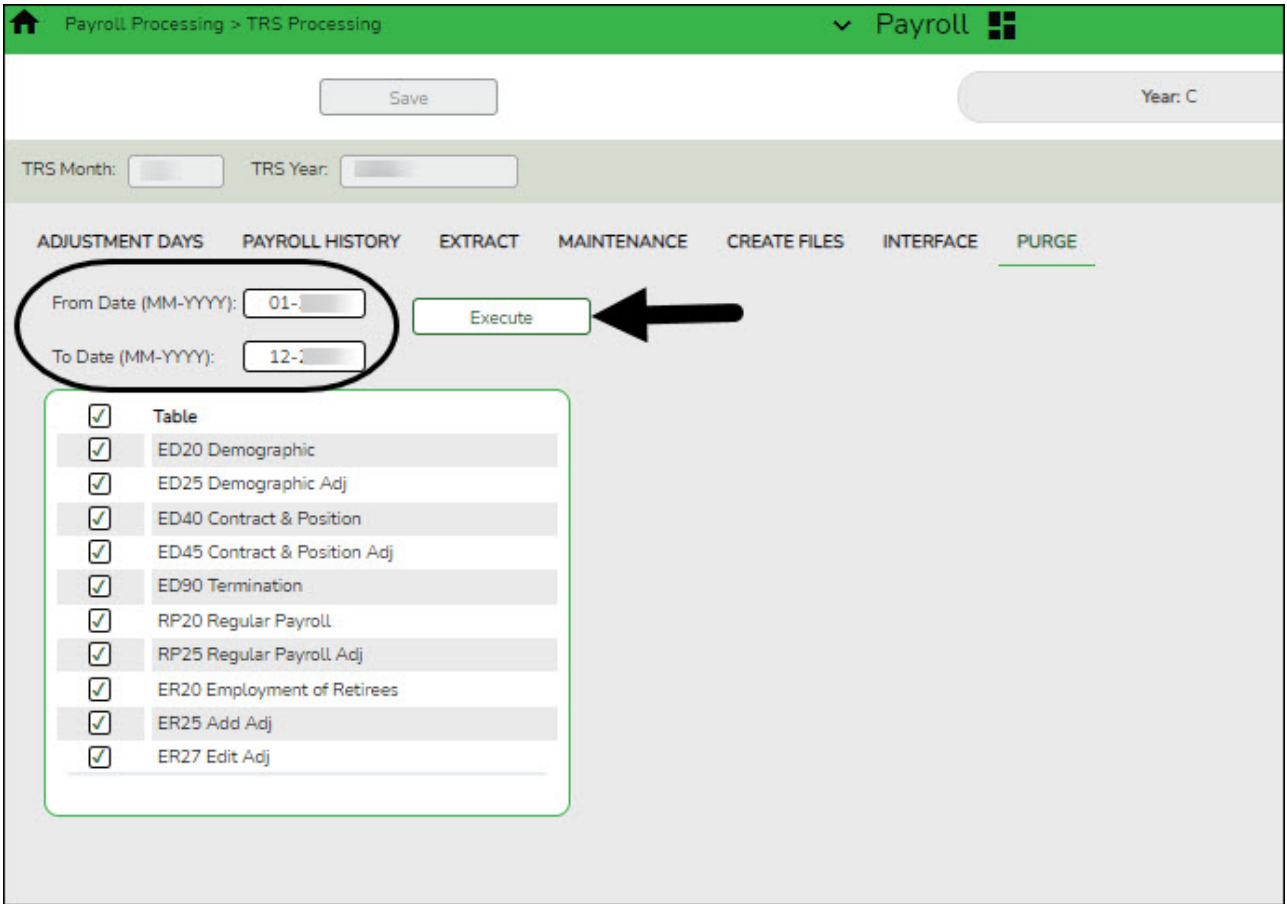 Payroll Processing > TRS Processing
Payroll
Save
Year: C
TRS Month:
TRS Year:
ADJUSTMENT DAYS PAYROLL HISTORY EXTRACT MAINTENANCE CREATE FILES INTERFACE PURGE
From Date (MM-YYYY): 01-
Execute
To Date (MM-YYYY): 12-
Table
ED20 Demographic
ED25 Demographic Adj
ED40 Contract & Position
ED45 Contract & Position Adj
ED90 Termination
RP20 Regular Payroll
RP25 Regular Payroll Adj
ER20 Employment of Retirees
ER25 Add Adj
ER27 Edit Adj